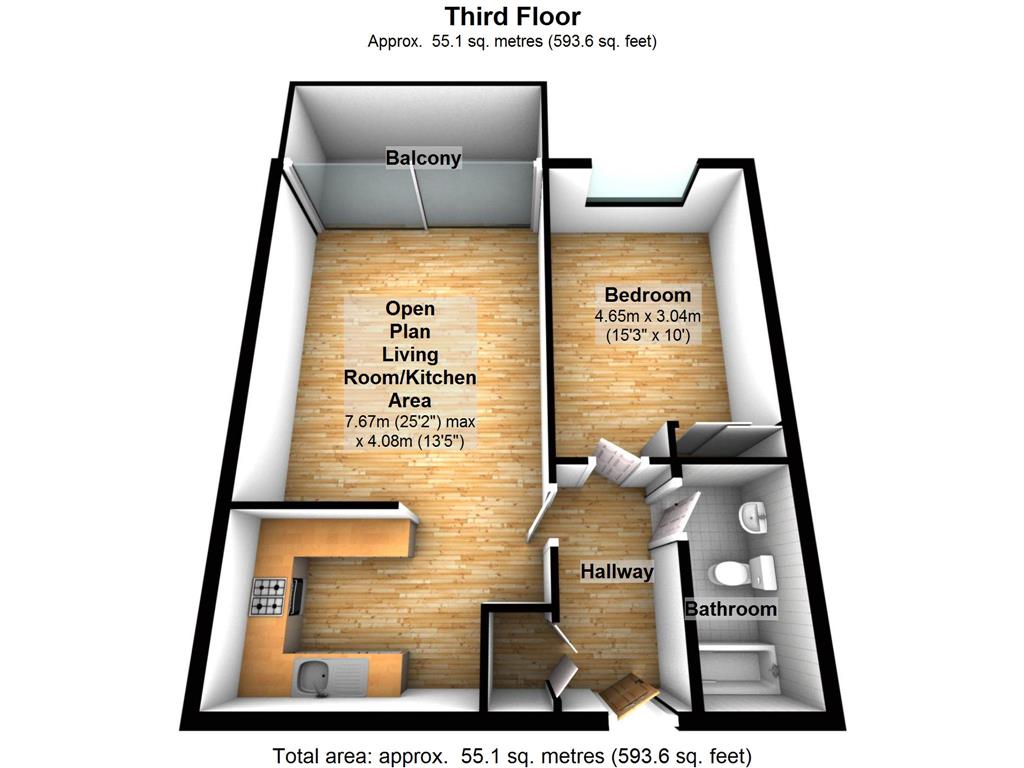 Third Floor
Approx.  55.1 sq. metres (593.6 sq. feet)
Balcony
Open
Plan
Living
Room/Kitchen
Area
7.67m (25'2") max
x 4.08m (13'5")
Bedroom
4.65m x 3.04m
(15'3" x 10')
Hallway
Bathroom
Total area: approx.  55.1 sq. metres (593.6 sq. feet)